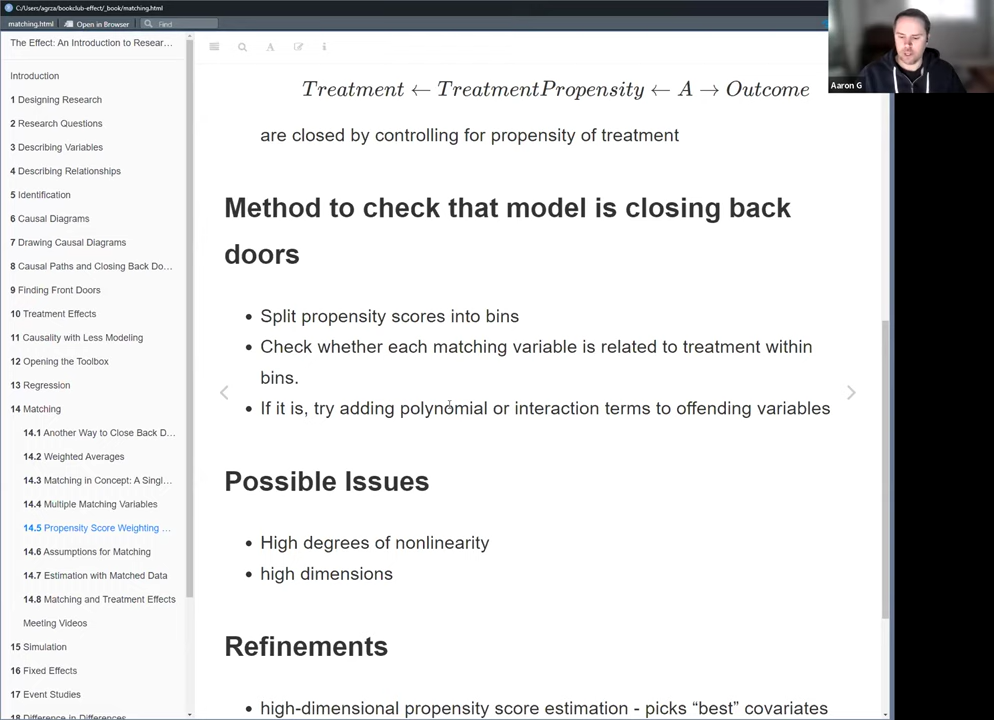 C:/Users/agrza/bookclub-effect/_book/matching.html
matching.html
Open in Browser
Find
The Effect: An Introduction to Resear...
Introduction
1 Designing Research
2 Research Questions
3 Describing Variables
4 Describing Relationships
5 Identification
6 Causal Diagrams
7 Drawing Causal Diagrams
8 Causal Paths and Closing Back Do...
9 Finding Front Doors
10 Treatment Effects
11 Causality with Less Modeling
12 Opening the Toolbox
13 Regression
14 Matching
14.1 Another Way to Close Back D...
14.2 Weighted Averages
14.3 Matching in Concept: A Singl...
14.4 Multiple Matching Variables
14.5 Propensity Score Weighting ...
14.6 Assumptions for Matching
14.7 Estimation with Matched Data
14.8 Matching and Treatment Effects
Meeting Videos
15 Simulation
16 Fixed Effects
17 Event Studies
18 Difference in Differences
Treatment ← TreatmentPropensity ← A → Outcome
are closed by controlling for propensity of treatment
Method to check that model is closing back
doors
• Split propensity scores into bins
• Check whether each matching variable is related to treatment within
bins.
• If it is, try adding polynomial or interaction terms to offending variables
Possible Issues
• High degrees of nonlinearity
• high dimensions
Refinements
• high-dimensional propensity score estimation - picks “best” covariates
Aaron G